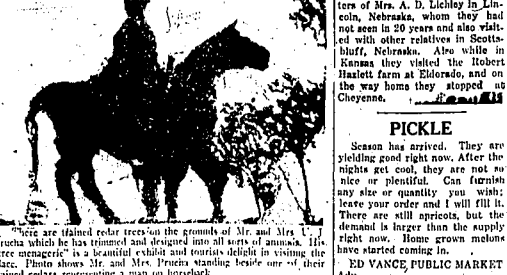 There are trained cedar trees on the grounds of Mr. and Mrs U. J
rucha which he has trimmed and designed into all sorts of animals. His
tree menagerie" is a beautiful exhibit and tourists delight in visiting the
lace. Photo shows Mr. and Mrs. Prucha standing beside one of their
ained cedars representing a man on horseback.
ters of Mrs. A. D. Lichloy in Lin-
coln, Nebraska, whom they had
not seen in 20 years and also visit-
ed with other relatives in Scotts-
bluff, Nebraska. Also while in
Kansas they visited the Robert
Hazlett farm at Eldorado, and on
the way home they stopped at
Cheyenne.
PICKLE
Season has arrived. They are
yielding good right now. After the
nights get cool, they are not so
nice or plentiful. Can furnish
any size or quantity you wish;
leave your order and I will fill it.
There are still apricots, but the
demand is larger than the supply
right now. Home grown melons
have started coming in.
ED VANCE PUBLIC MARKET
Adv.